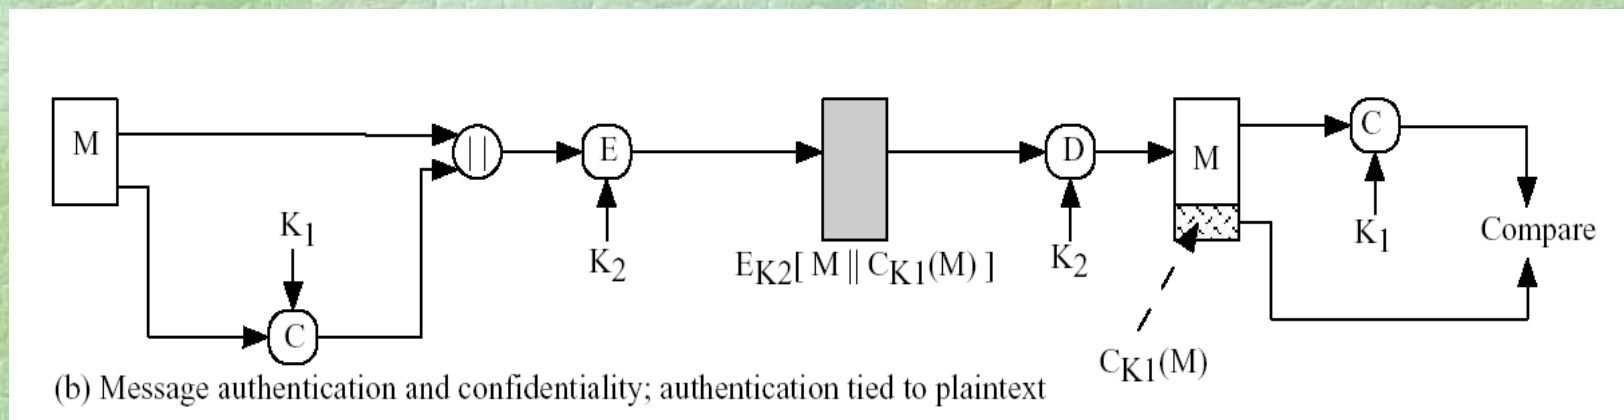 M
||
E
D
M
C
K1
K2
EK2[ M || CK1(M) ]
K2
K1
Compare
C
CK1(M)
(b) Message authentication and confidentiality; authentication tied to plaintext